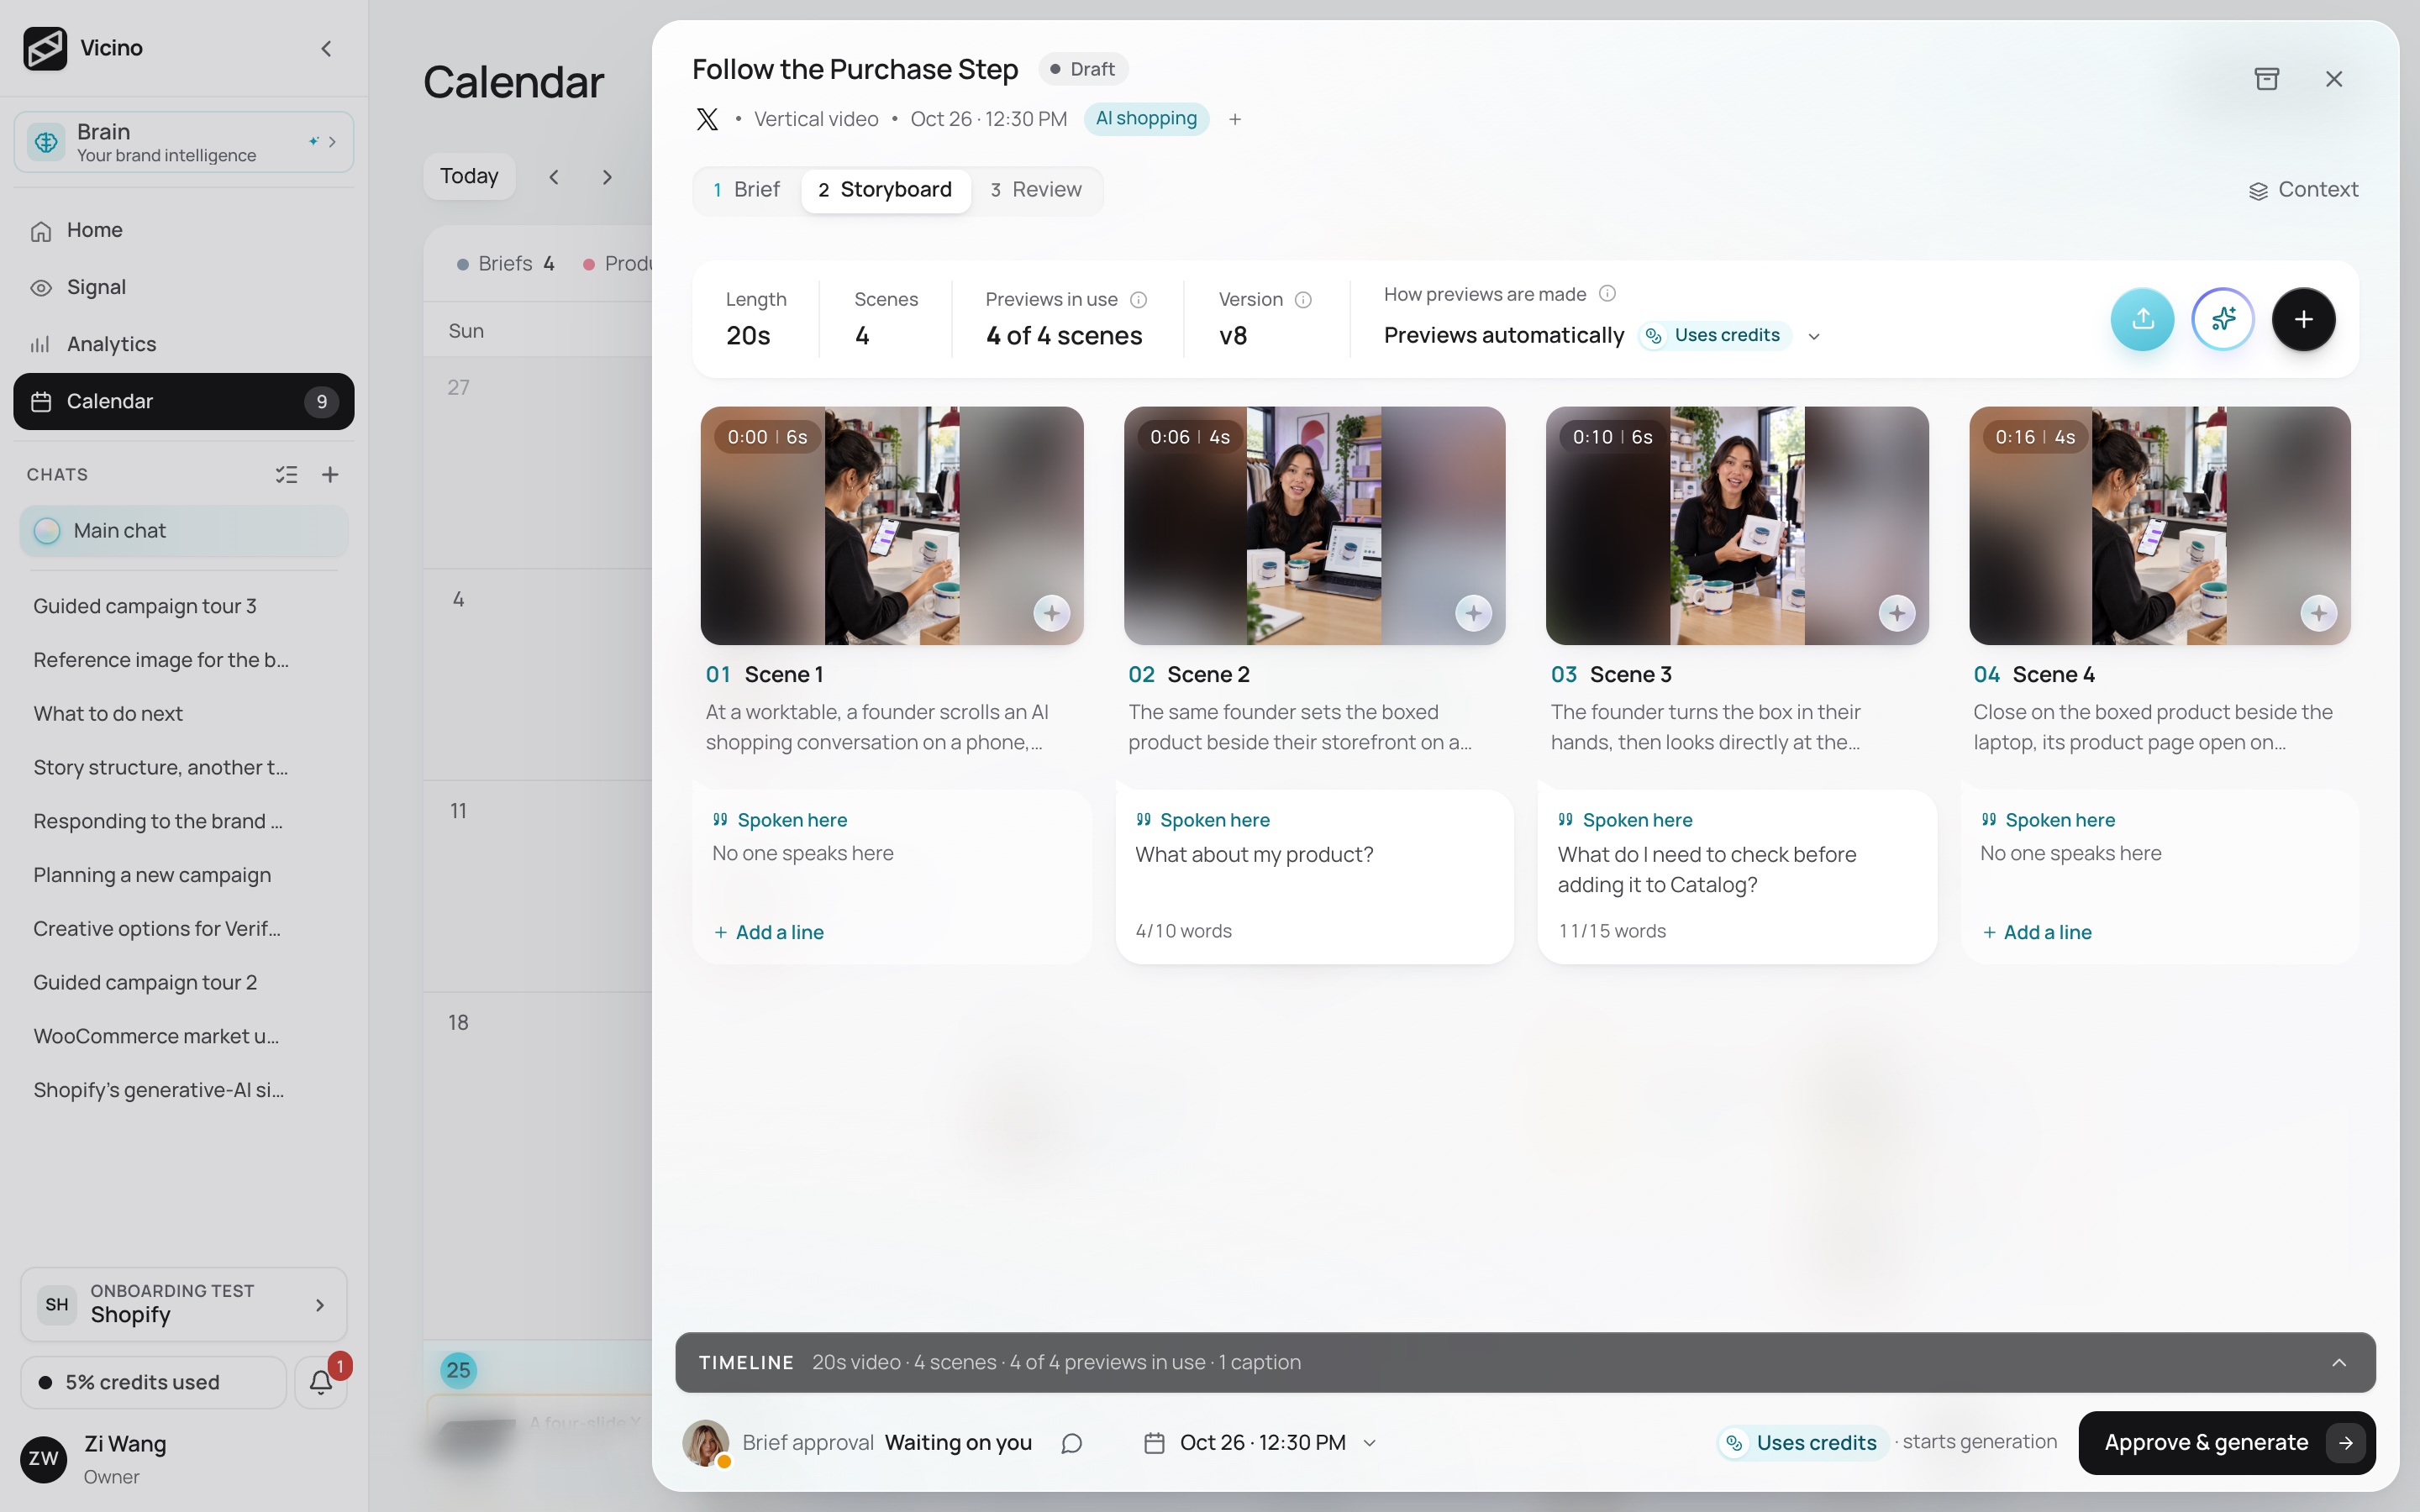 Vicino
Brain
Your brand intelligence
Home
Signal
Analytics
Calendar 9
CHATS
Main chat
Guided campaign tour 3
Reference image for the b...
What to do next
Story structure, another t...
Responding to the brand ...
Planning a new campaign
Creative options for Verif...
Guided campaign tour 2
WooCommerce market u...
Shopify's generative-AI si...
SH
ONBOARDING TEST
Shopify
5% credits used
1
ZW
Zi Wang
Owner
Calendar
Today
Briefs 4
Sun
27
4
11
18
25
A four-slide X
Follow the Purchase Step
Draft
• Vertical video • Oct 26 · 12:30 PM
AI shopping
+
1 Brief
2 Storyboard
3 Review
Context
Length
20s
Scenes
4
Previews in use
4 of 4 scenes
Version
v8
How previews are made
Previews automatically
Uses credits
0:00 | 6s
0:06 | 4s
0:10 | 6s
0:16 | 4s
01 Scene 1
At a worktable, a founder scrolls an AI
shopping conversation on a phone,...
02 Scene 2
The same founder sets the boxed
product beside their storefront on a...
03 Scene 3
The founder turns the box in their
hands, then looks directly at the...
04 Scene 4
Close on the boxed product beside the
laptop, its product page open on...
Spoken here
No one speaks here
+ Add a line
Spoken here
What about my product?
4/10 words
Spoken here
What do I need to check before
adding it to Catalog?
11/15 words
Spoken here
No one speaks here
+ Add a line
TIMELINE 20s video · 4 scenes · 4 of 4 previews in use · 1 caption
Brief approval Waiting on you
Oct 26 · 12:30 PM
Uses credits · starts generation
Approve & generate